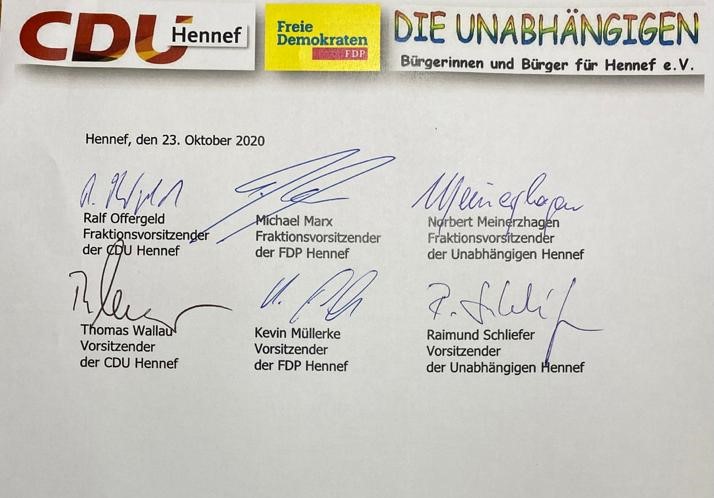 CDU Hennef
Freie
Demokraten
FDP
DIE UNABHÄNGIGEN
Bürgerinnen und Bürger für Hennef e.V.
Hennef, den 23. Oktober 2020
Ralf Offergeld
Fraktionsvorsitzender
der CDU Hennef
Michael Marx
Fraktionsvorsitzender
der FDP Hennef
Norbert Meinerzhagen
Fraktionsvorsitzender
der Unabhängigen Hennef
Thomas Wallau
Vorsitzender
der CDU Hennef
Kevin Müllerke
Vorsitzender
der FDP Hennef
Raimund Schliefer
Vorsitzender
der Unabhängigen Hennef